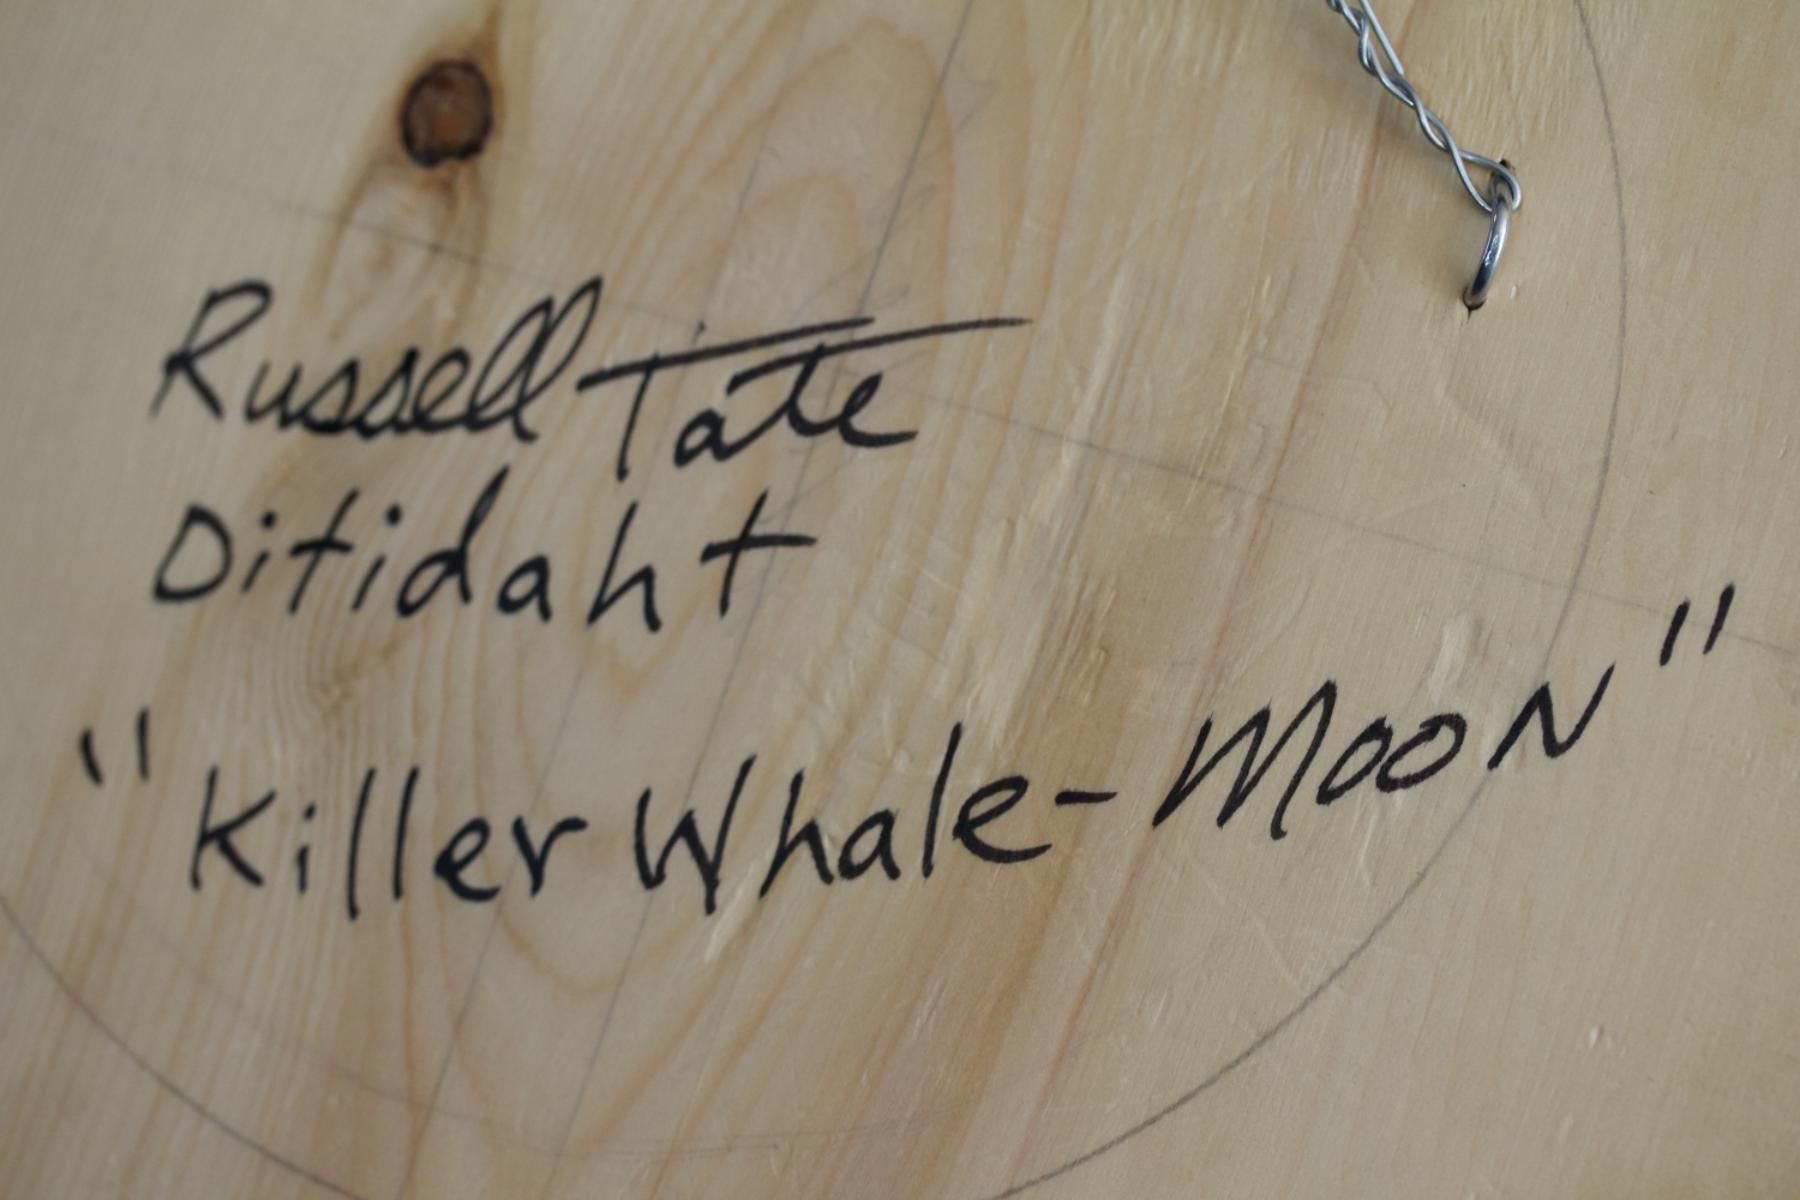 Russell Tate
Ditidaht
"Killer Whale-Moon"